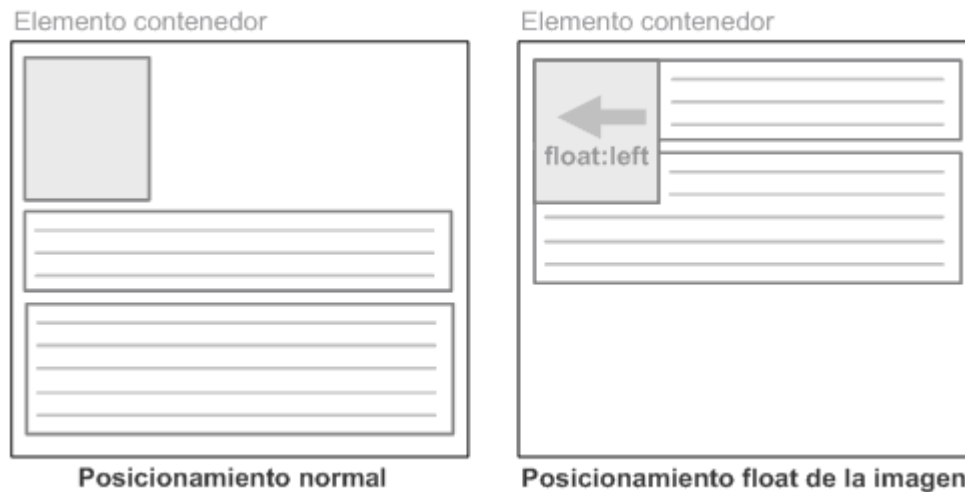 Elemento contenedor
Elemento contenedor
float:left
Posicionamiento normal
Posicionamiento float de la imagen